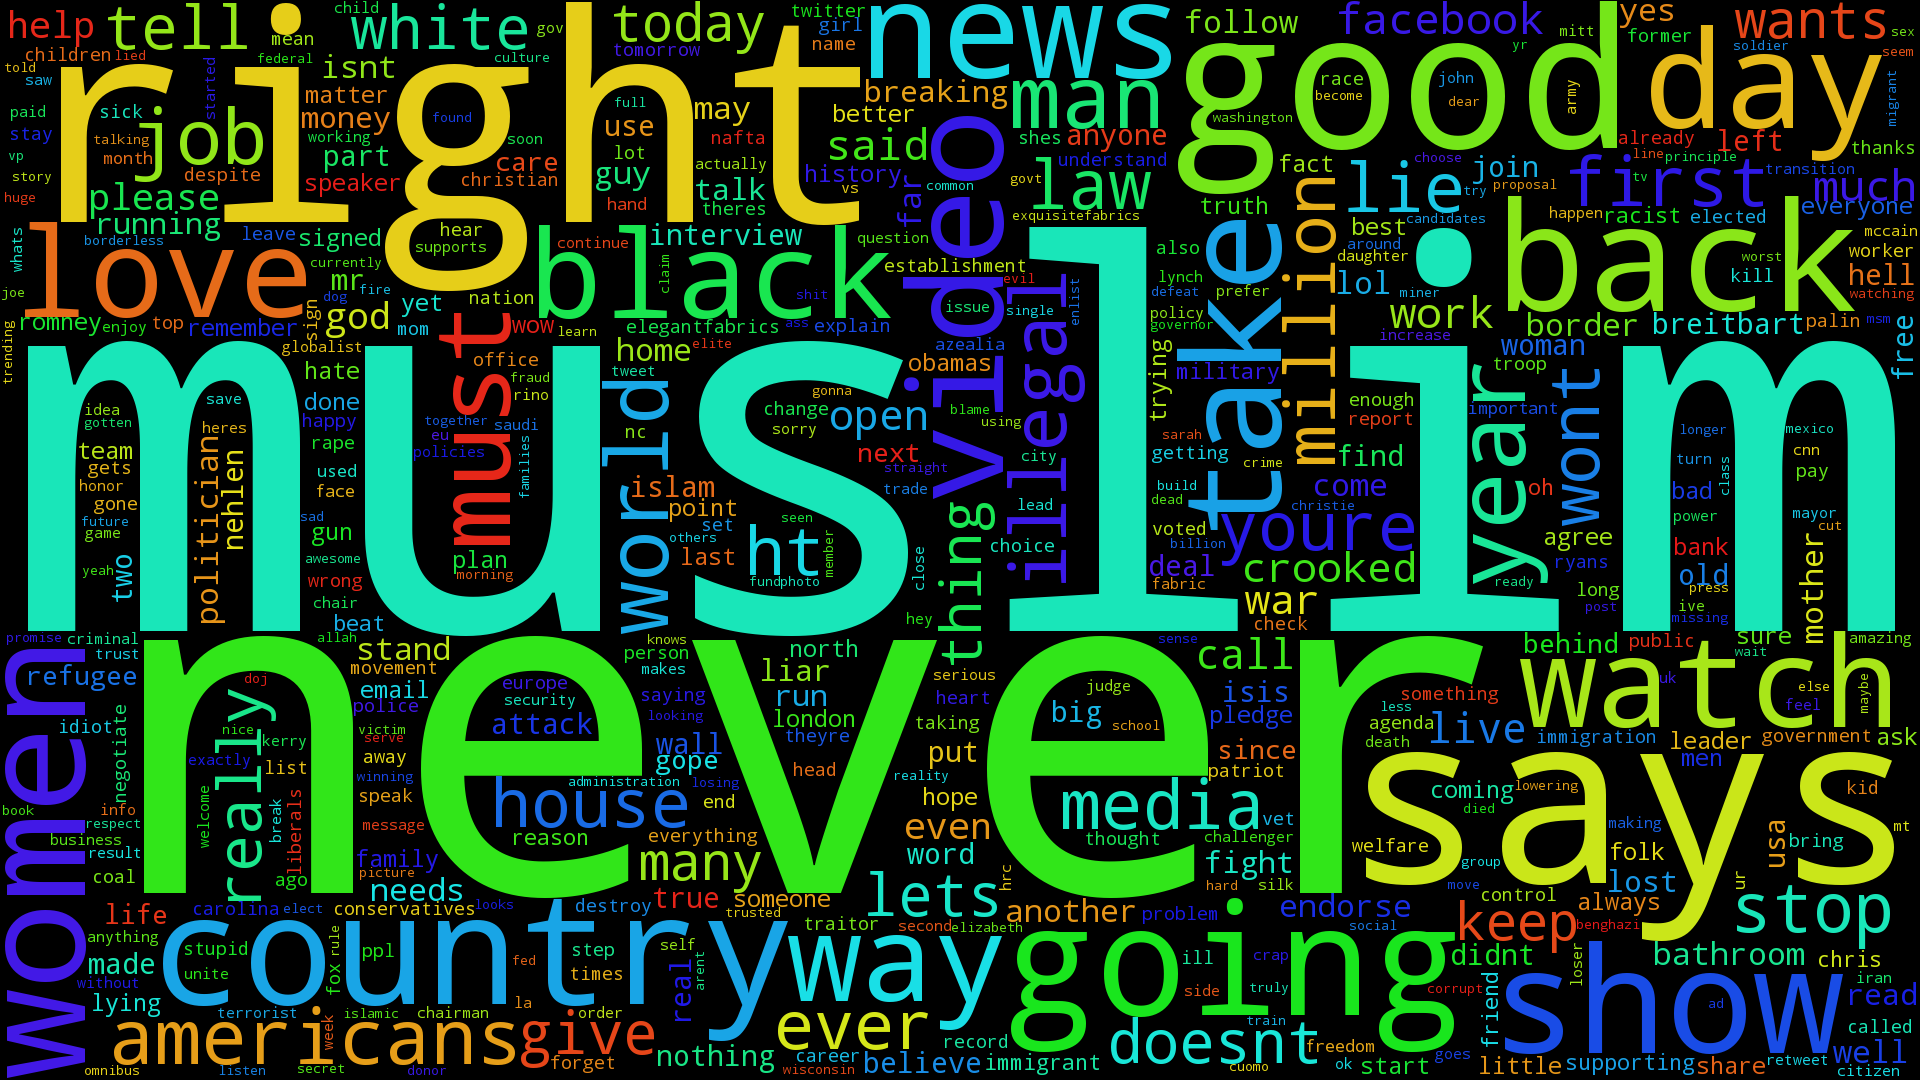 help
tell
white
today
news
follow
facebook
yes
wants
right
good
day
job
man
said
law
lie
first
much
love
black
video
take
million
back
muslim
must
world
illegal
year
wont
never
women
really
house
many
media
watch
says
country
way
going
show
americans
give
ever
lets
doesnt
keep
stop
child
mean
gov
twitter
girl
name
tomorrow
children
lied
federal
culture
former
mitt
yr
soldier
sex
seem
told
saw
started
isnt
matter
money
may
breaking
better
race
become
john
dear
army
migrant
paid
sick
stay
talking
month
working
part
found
soon
full
use
lot
nafta
actually
shes
anyone
washington
already
left
thanks
vp
story
huge
despite
please
running
speaker
care
christian
guy
hand
talk
theres
history
vs
far
common
understand
govt
fact
truth
choose
try
join
line
principle
proposal
tv
transition
whats
borderless
leave
signed
hear
supports
currently
mr
continue
interview
question
establishment
exquisitefabrics
also
best
candidates
happen
racist
elected
everyone
mccain
worker
joe
dog
fire
yet
nation
claim
evil
issue
enlist
lynch
defeat
prefer
around
daughter
lol
miner
worst
kill
hell
watching
romney
enjoy
top
remember
sign
god
mom
wow
learn
elegantfabrics
shit
ass
explain
single
policy
governor
work
border
breitbart
palin
msm
trending
globalist
hate
office
elite
home
azealia
obamas
trying
military
increase
woman
troop
free
idea
gotten
save
done
happy
fraud
rino
tweet
gonna
change
sorry
open
blame
using
enough
report
important
longer
mexico
team
gets
honor
gone
heres
politician
nehlen
rape
used
face
together
eu
saudi
policies
families
nc
next
straight
trade
city
sarah
getting
crime
find
come
turn
class
cnn
pay
future
game
sad
gun
awesome
islam
point
set
others
last
seen
ht
member
fundphoto
close
thing
lead
choice
build
dead
voted
billion
christie
youre
oh
agree
bad
power
bank
mayor
cut
yeah
two
wrong
plan
morning
chair
beat
hey
deal
fabric
crooked
war
check
ready
ryans
long
post
old
press
ive
missing
mother
promise
criminal
trust
refugee
allah
stand
movement
knows
person
makes
north
liar
serious
sense
call
behind
public
sure
wait
amazing
idiot
negotiate
doj
nice
kerry
email
police
victim
serve
europe
security
attack
saying
looking
run
london
theyre
heart
taking
judge
big
school
isis
pledge
something
less
agenda
death
live
immigration
leader
uk
men
else
feel
government
maybe
ask
exactly
list
away
winning
speak
wall
gope
administration
losing
head
reality
put
since
patriot
coming
lowering
died
kid
book
info
respect
business
result
coal
welcome
break
liberals
message
family
picture
ago
reason
end
everything
hope
even
word
thought
challenger
vet
fight
welfare
making
group
folk
usa
bring
mt
life
carolina
elect
conservatives
needs
looks
destroy
true
someone
trusted
traitor
hrc
another
second
elizabeth
problem
hard
silk
endorse
social
move
control
always
lost
benghazi
ur
anything
made
without
lying
stupid
unite
fox
rule
ppl
step
times
fed
self
real
arent
ill
side
crap
truly
didnt
corrupt
friend
loser
bathroom
chris
iran
read
ad
terrorist
islamic
chairman
la
order
week
omnibus
listen
secret
donor
forget
nothing
career
wisconsin
believe
record
immigrant
train
cuomo
freedom
ok
start
goes
little
supporting
share
retweet
called
well
citizen